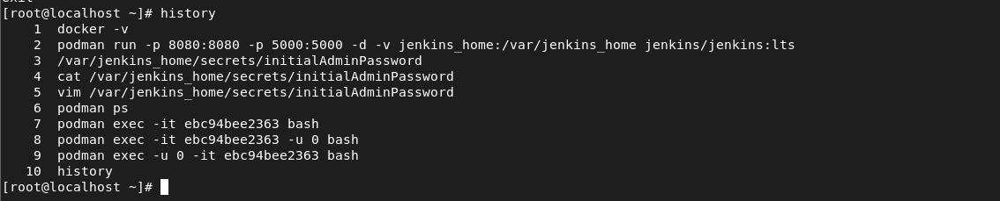 [root@localhost ~]# history
1 docker -v
2 podman run -p 8080:8080 -p 5000:5000 -d -v jenkins_home:/var/jenkins_home jenkins/jenkins:lts
3 /var/jenkins_home/secrets/initialAdminPassword
4 cat /var/jenkins_home/secrets/initialAdminPassword
5 vim /var/jenkins_home/secrets/initialAdminPassword
6 podman ps
7 podman exec -it ebc94bee2363 bash
8 podman exec -it ebc94bee2363 -u 0 bash
9 podman exec -u 0 -it ebc94bee2363 bash
10 history
[root@localhost ~]#